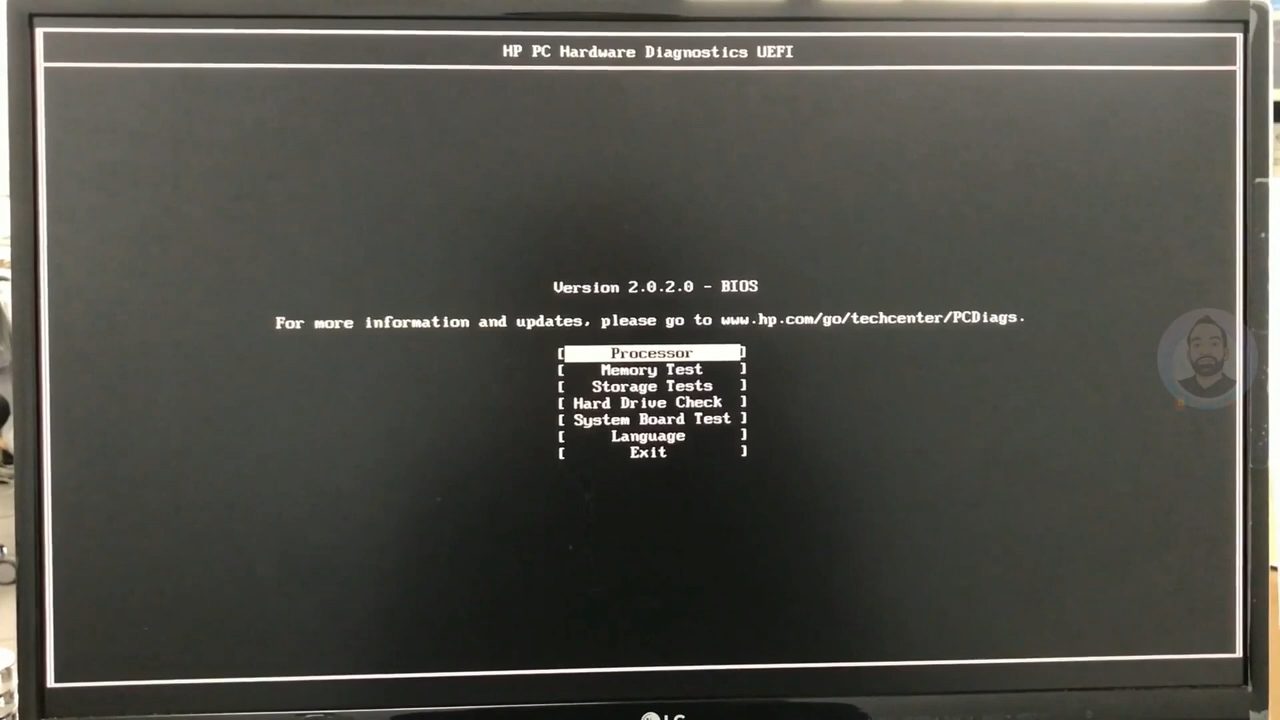 HP PC Hardware Diagnostics UEFI
Version 2.0.2.0 - BIOS
For more information and updates, please go to www.hp.com/go/techcenter/PCDiags.
[ Processor ]
[ Memory Test ]
[ Storage Tests ]
[ Hard Drive Check ]
[ System Board Test ]
[ Language ]
[ Exit ]
LG